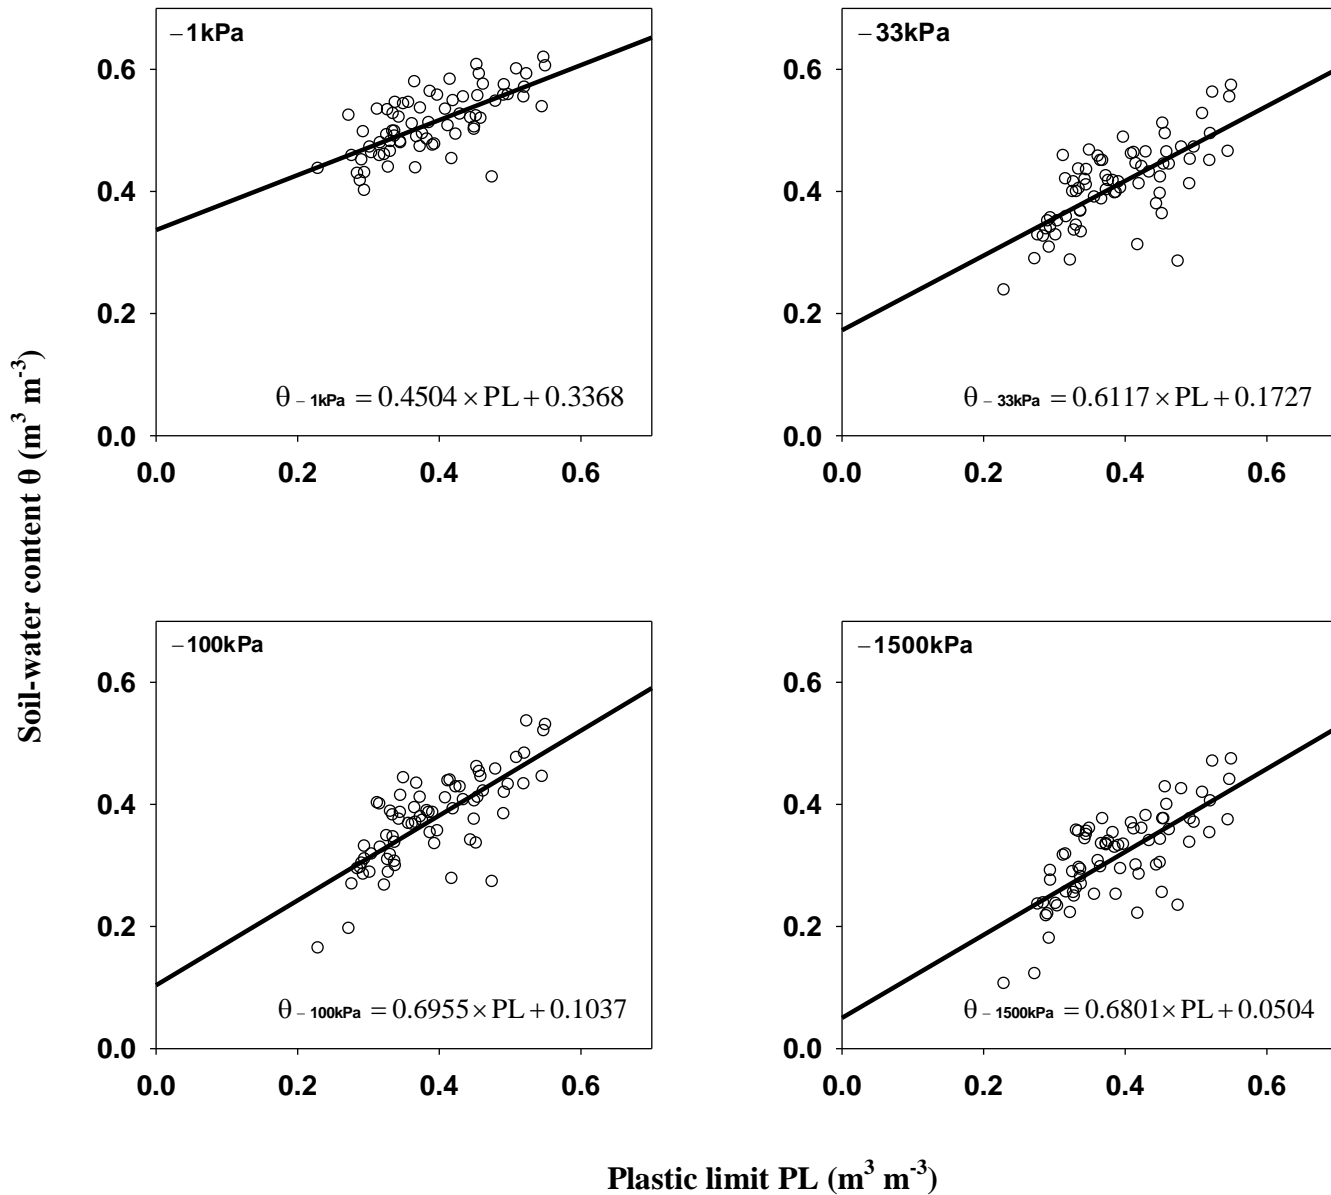 −1kPa
0.6
0.4
0.2
0.0
θ − 1kPa = 0.4504 × PL + 0.3368
0.0 0.2 0.4 0.6
−33kPa
0.6
0.4
0.2
0.0
θ − 33kPa = 0.6117 × PL + 0.1727
0.0 0.2 0.4 0.6
Soil-water content θ (m³ m⁻³)
−100kPa
0.6
0.4
0.2
0.0
θ − 100kPa = 0.6955 × PL + 0.1037
0.0 0.2 0.4 0.6
−1500kPa
0.6
0.4
0.2
0.0
θ − 1500kPa = 0.6801 × PL + 0.0504
0.0 0.2 0.4 0.6
Plastic limit PL (m³ m⁻³)